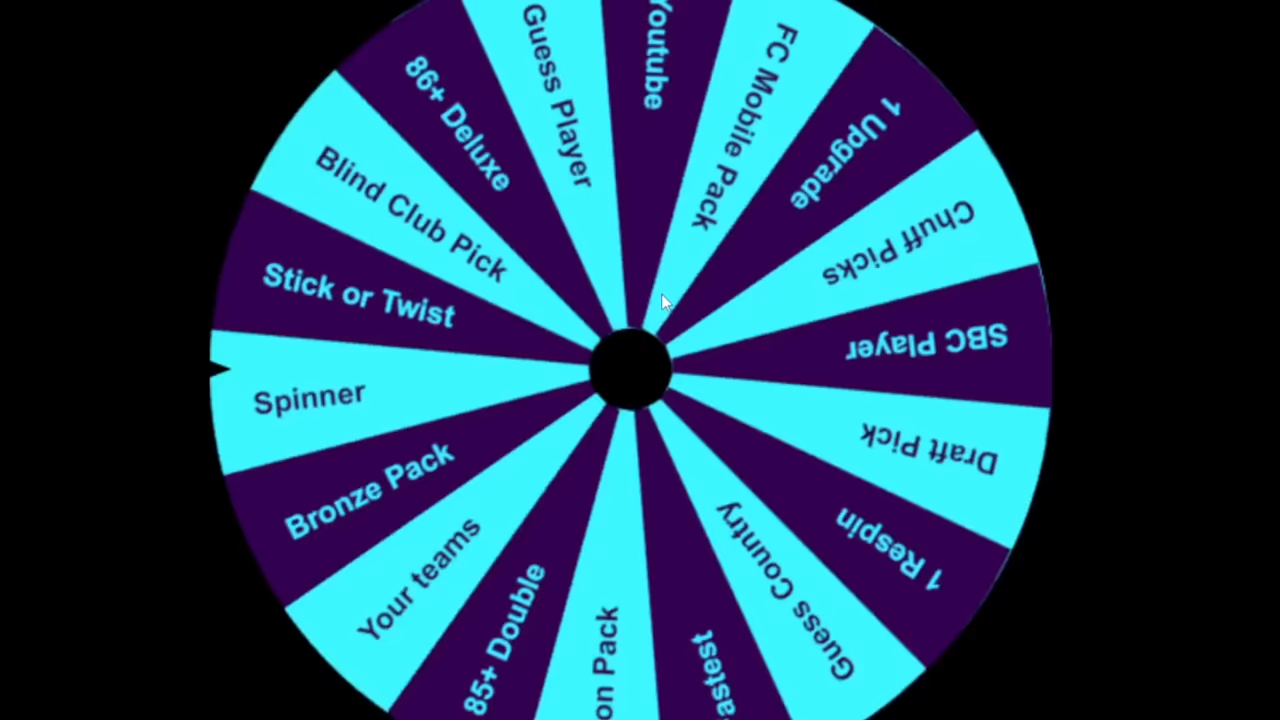 Guess Player
Youtube
FC Mobile Pack
1 Upgrade
Chuff Picks
SBC Player
Draft Pick
1 Respin
Guess Country
on Pack
85+ Double
Your teams
Bronze Pack
Spinner
Stick or Twist
Blind Club Pick
86+ Deluxe